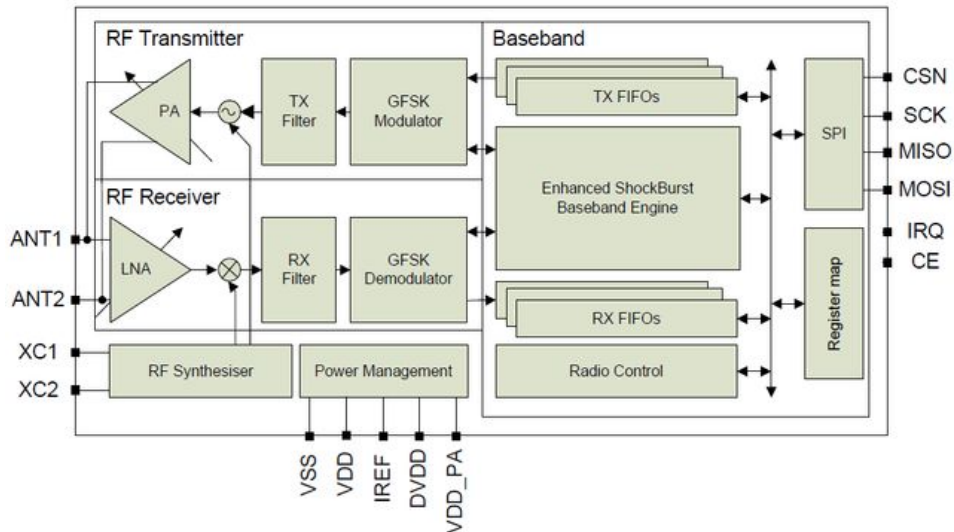 RF Transmitter
Baseband
PA
TX
Filter
GFSK
Modulator
TX FIFOs
SPI
CSN
SCK
MISO
MOSI
Enhanced ShockBurst
Baseband Engine
RF Receiver
ANT1
ANT2
LNA
RX
Filter
GFSK
Demodulator
RX FIFOs
Register map
IRQ
CE
XC1
XC2
RF Synthesiser
Power Management
Radio Control
VSS
VDD
IREF
DVDD
VDD_PA